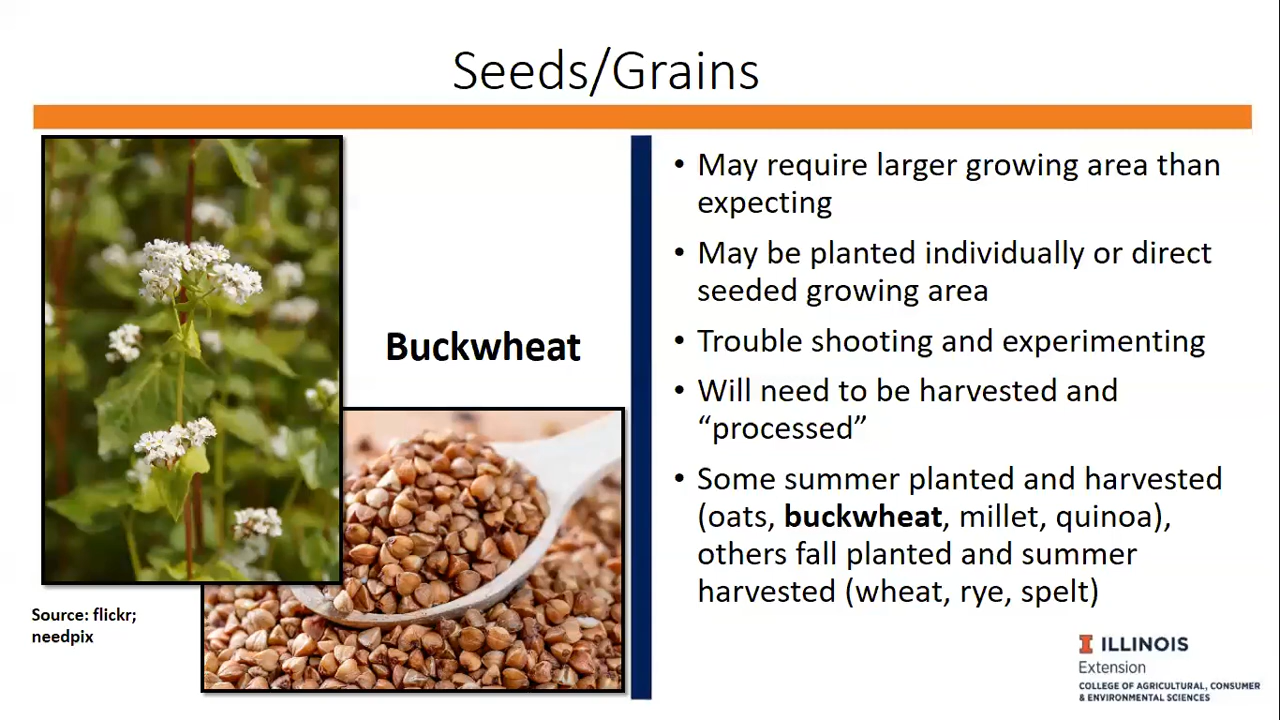 Seeds/Grains
Buckwheat
Source: flickr;
needpix
• May require larger growing area than
expecting
• May be planted individually or direct
seeded growing area
• Trouble shooting and experimenting
• Will need to be harvested and
“processed”
• Some summer planted and harvested
(oats, buckwheat, millet, quinoa),
others fall planted and summer
harvested (wheat, rye, spelt)
I ILLINOIS
Extension
COLLEGE OF AGRICULTURAL, CONSUMER
& ENVIRONMENTAL SCIENCES